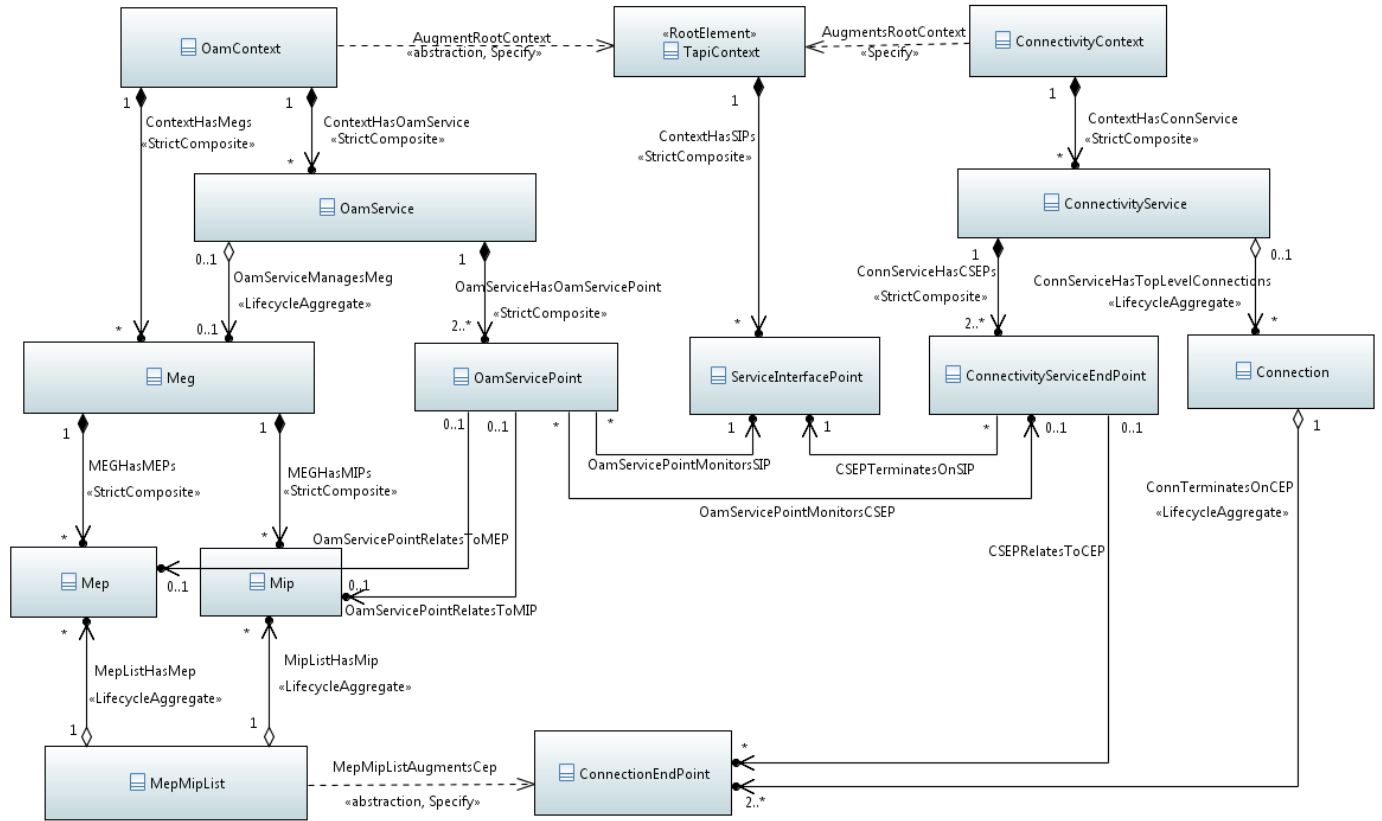 OamContext
AugmentRootContext
«abstraction, Specify»
«RootElement»
TapiContext
AugmentsRootContext
«Specify»
ConnectivityContext
1
ContextHasMegs
«StrictComposite»
*
1
ContextHasOamService
«StrictComposite»
*
1
ContextHasSIPs
«StrictComposite»
*
1
ContextHasConnService
«StrictComposite»
*
OamService
ConnectivityService
0..1
OamServiceManagesMeg
«LifecycleAggregate»
0..1
1
OamServiceHasOamServicePoint
«StrictComposite»
2..*
1
ConnServiceHasCSEPs
«StrictComposite»
2..*
0..1
ConnServiceHasTopLevelConnections
«LifecycleAggregate»
*
Meg
OamServicePoint
ServiceInterfacePoint
ConnectivityServiceEndPoint
Connection
1
MEGHasMEPs
«StrictComposite»
*
1
MEGHasMIPs
«StrictComposite»
*
0..1
0..1
*
*
1
1
*
0..1
0..1
1
OamServicePointMonitorsSIP
CSEPTerminatesOnSIP
OamServicePointMonitorsCSEP
ConnTerminatesOnCEP
«LifecycleAggregate»
OamServicePointRelatesToMEP
CSEPRelatesToCEP
Mep
0..1
Mip
0..1
OamServicePointRelatesToMIP
*
MepListHasMep
«LifecycleAggregate»
1
*
MipListHasMip
«LifecycleAggregate»
1
MepMipList
MepMipListAugmentsCep
«abstraction, Specify»
ConnectionEndPoint
*
2..*